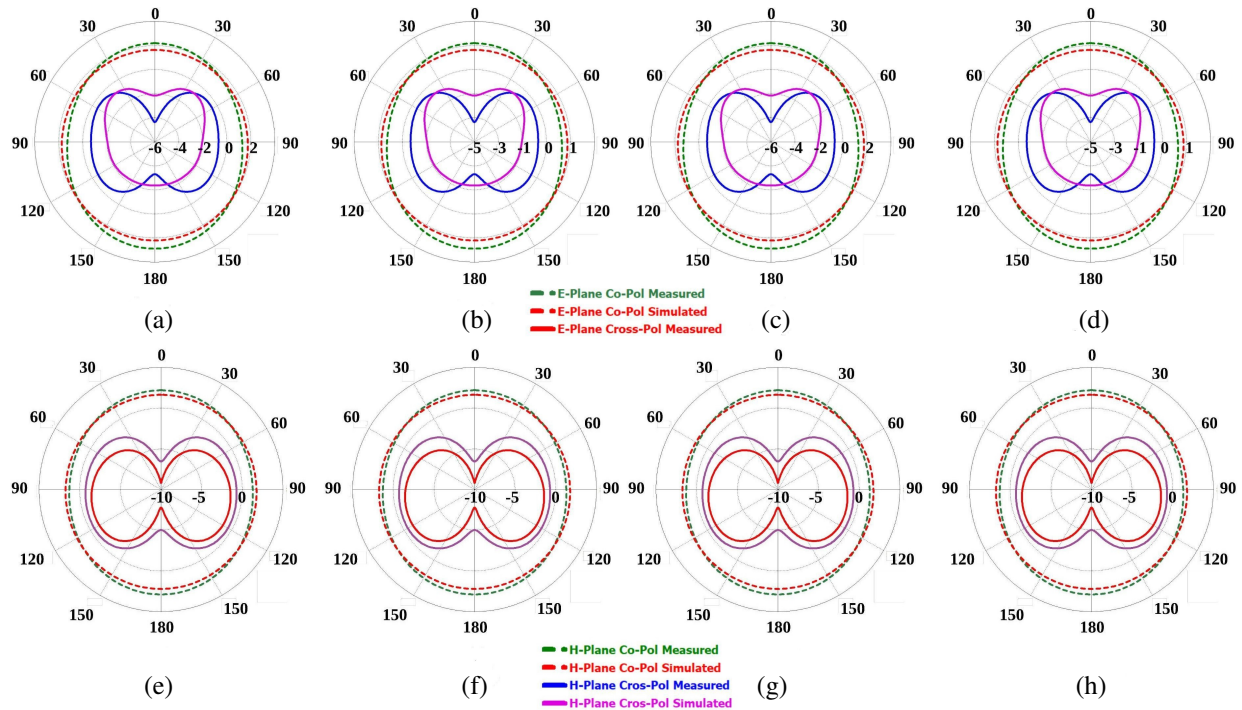 0 0 0 0
30 30 30 30 30 30 30 30
60 60 60 60 60 60 60 60
90 -6 -4 -2 0 2 90 90 -5 -3 -1 0 1 90 90 -6 -4 -2 0 2 90 90 -5 -3 -1 0 1 90
120 120 120 120 120 120 120 120
150 150 150 150 150 150 150 150
180 180 180 180
E-Plane Co-Pol Measured
(a) (b) E-Plane Co-Pol Simulated (c) (d)
E-Plane Cross-Pol Measured
0 0 0 0
30 30 30 30 30 30 30 30
60 60 60 60 60 60 60 60
90 -10 -5 0 90 90 -10 -5 0 90 90 -10 -5 0 90 90 -10 -5 0 90
120 120 120 120 120 120 120 120
150 150 150 150 150 150 150 150
180 180 180 180
H-Plane Co-Pol Measured
H-Plane Co-Pol Simulated
(e) (f) H-Plane Cros-Pol Measured (g) (h)
H-Plane Cros-Pol Simulated